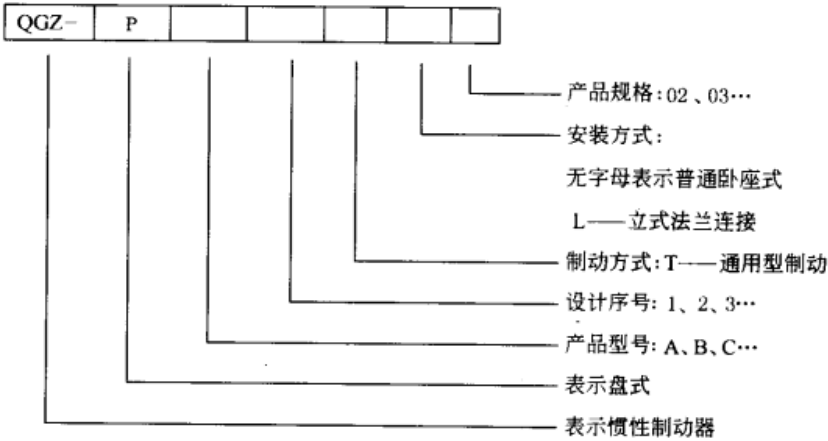 QGZ- P
产品规格:02、03…
安装方式:
无字母表示普通卧座式
L——立式法兰连接
制动方式:T——通用型制动
设计序号: 1、2、3…
产品型号: A、B、C…
表示盘式
表示惯性制动器